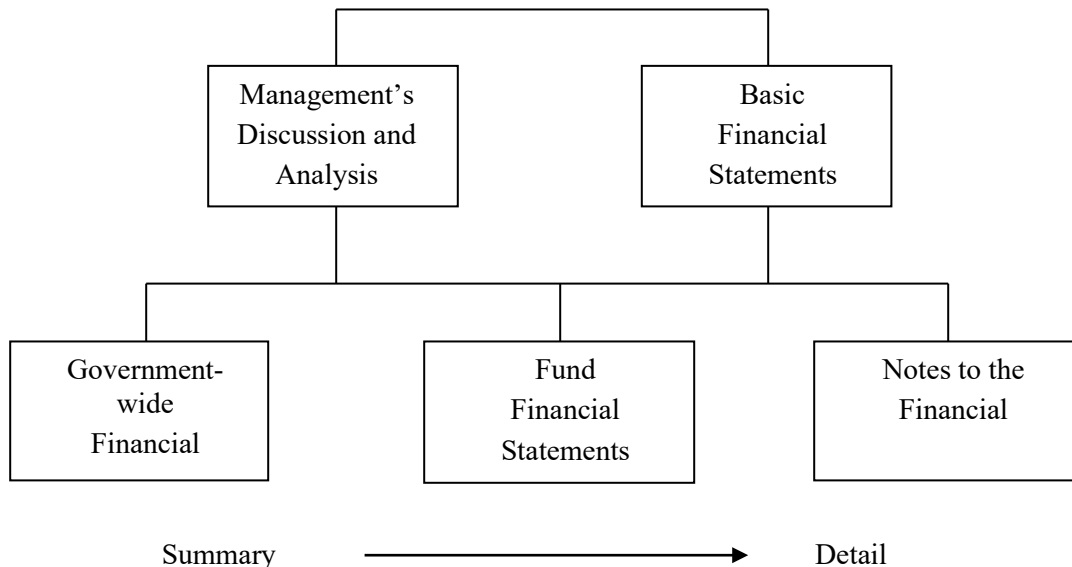 Management’s
Discussion and
Analysis
Basic
Financial
Statements
Government-
wide
Financial
Fund
Financial
Statements
Notes to the
Financial
Summary
Detail